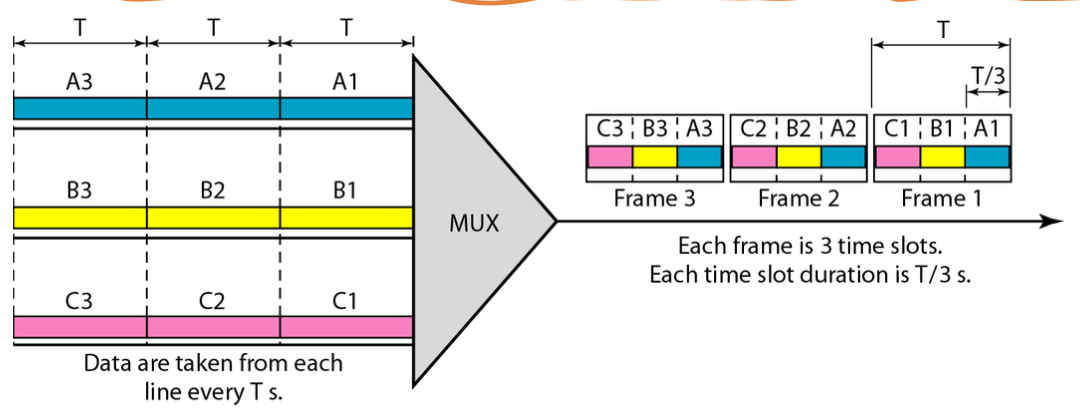 T T T
T
T/3
A3 A2 A1
C3 B3 A3 C2 B2 A2 C1 B1 A1
B3 B2 B1
Frame 3 Frame 2 Frame 1
MUX
Each frame is 3 time slots.
Each time slot duration is T/3 s.
C3 C2 C1
Data are taken from each
line every T s.